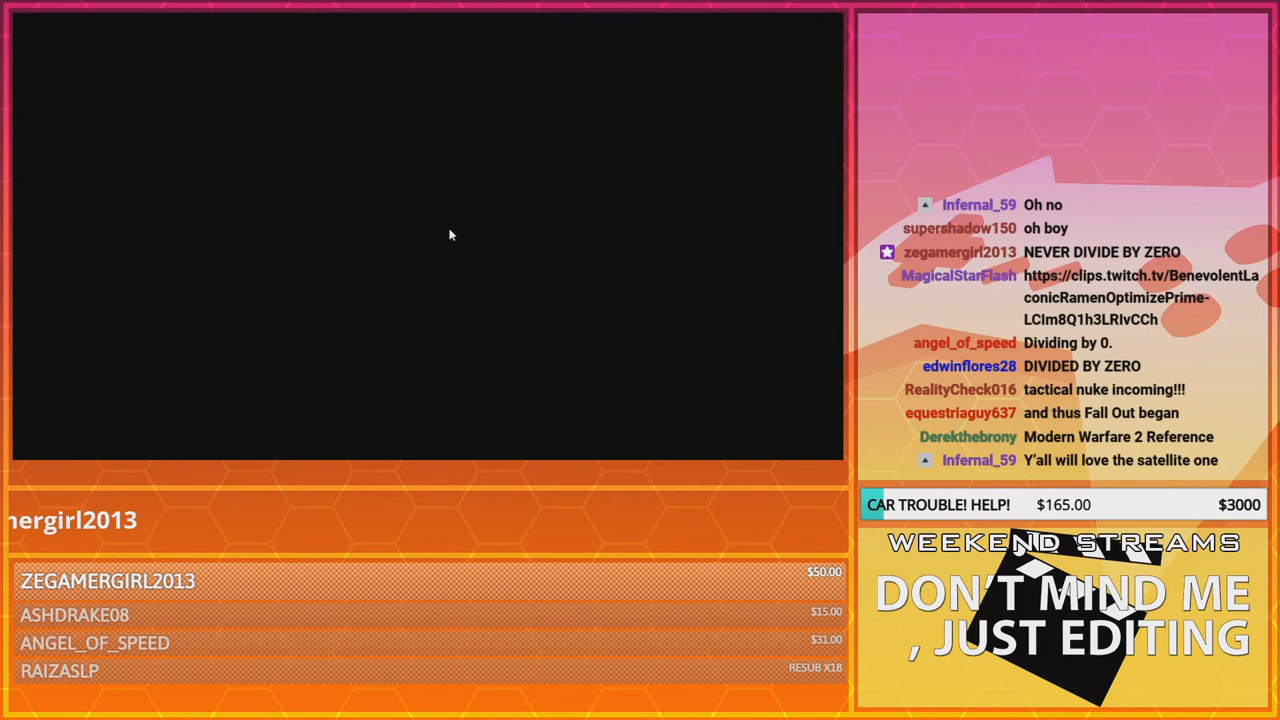 Infernal_59 Oh no
supershadow150 oh boy
zegamergirl2013 NEVER DIVIDE BY ZERO
MagicalStarFlash https://clips.twitch.tv/BenevolentLa
conicRamenOptimizePrime-
LCIm8Q1h3LRIvCCh
angel_of_speed Dividing by 0.
edwinflores28 DIVIDED BY ZERO
RealityCheck016 tactical nuke incoming!!!
equestriaguy637 and thus Fall Out began
Derekthebrony Modern Warfare 2 Reference
Infernal_59 Y'all will love the satellite one
CAR TROUBLE! HELP! $165.00 $3000
WEEKEND STREAMS
DON'T MIND ME
, JUST EDITING
nergirl2013
ZEGAMERGIRL2013 $50.00
ASHDRAKE08 $15.00
ANGEL_OF_SPEED $31.00
RAIZASLP RESUB X18